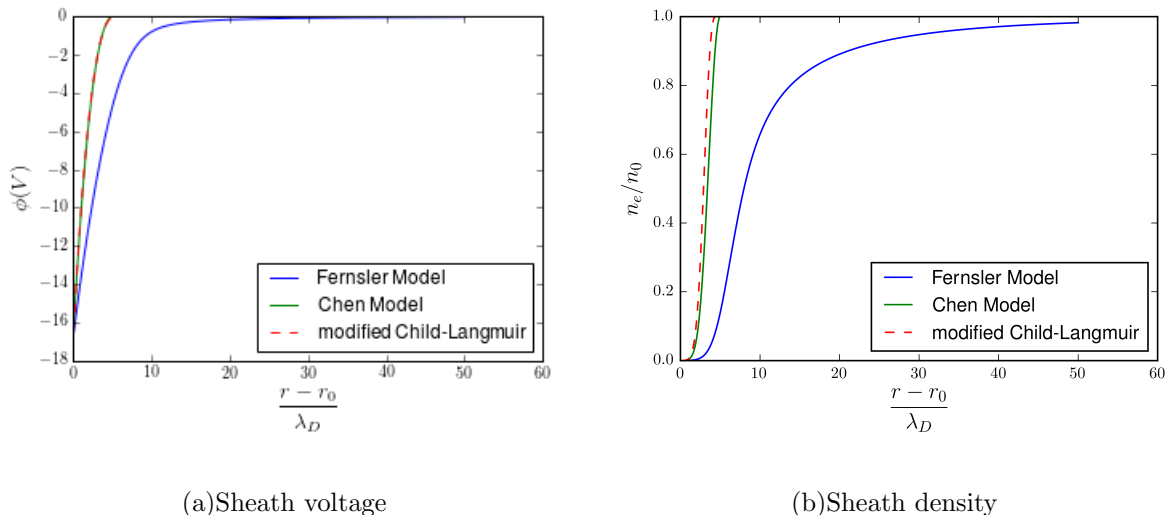 0
−2
−4
−6
−8
−10
−12
−14
−16
−18
ϕ(V)
0 10 20 30 40 50 60
r − r₀
λ_D
Fernsler Model
Chen Model
modified Child-Langmuir
(a)Sheath voltage
1.0
0.8
0.6
0.4
0.2
0.0
nₑ/n₀
0 10 20 30 40 50 60
r − r₀
λ_D
Fernsler Model
Chen Model
modified Child-Langmuir
(b)Sheath density